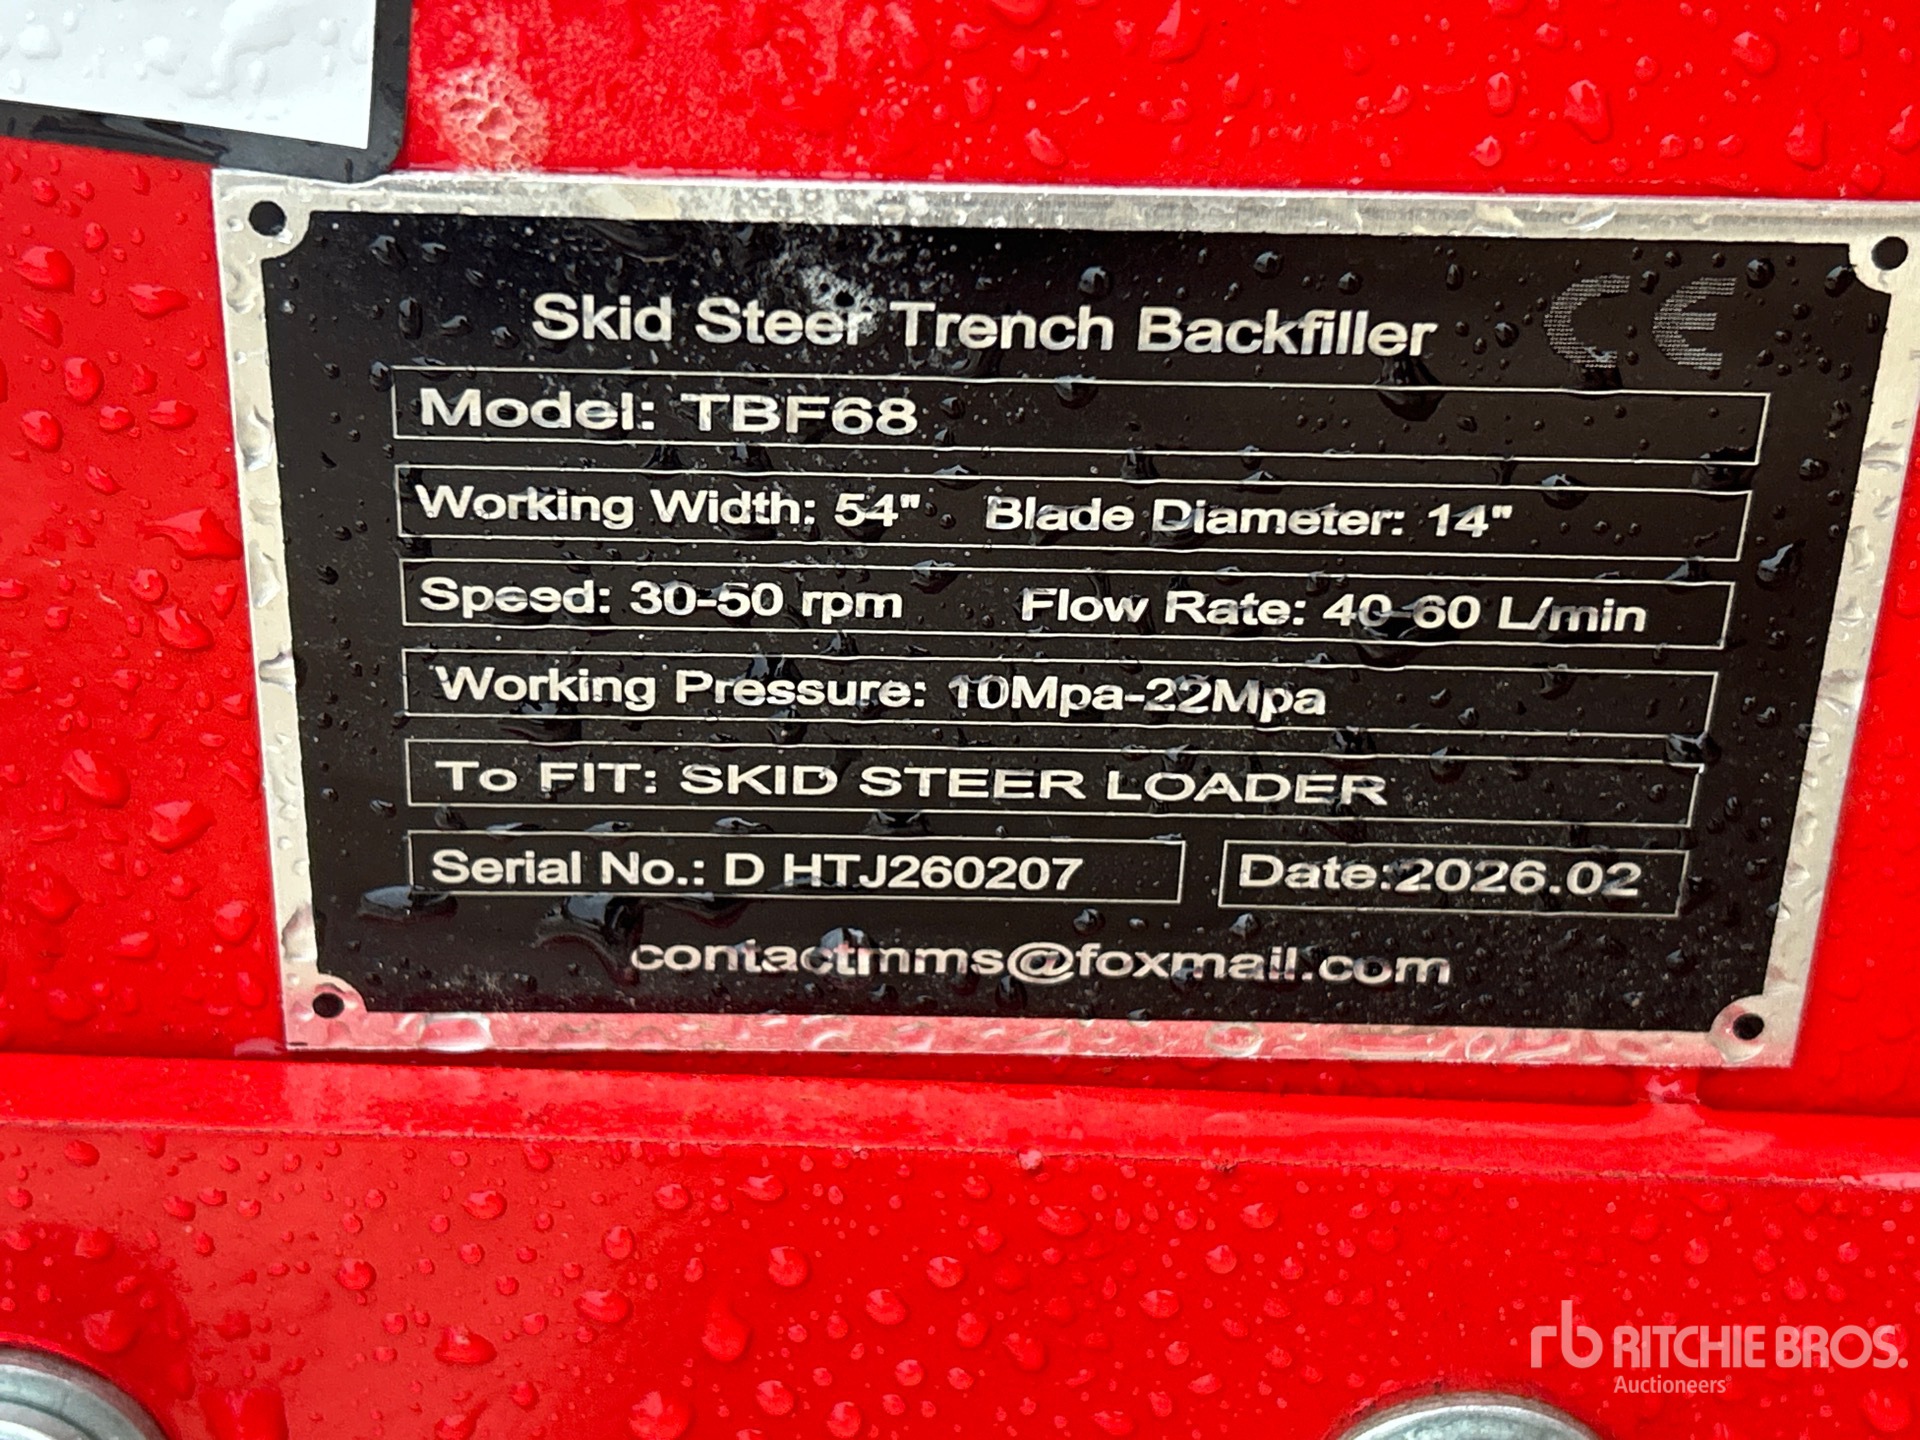 Skid Steer Trench Backfiller CE
Model: TBF68
Working Width: 54" Blade Diameter: 14"
Speed: 30-50 rpm Flow Rate: 40-60 L/min
Working Pressure: 10Mpa-22Mpa
To FIT: SKID STEER LOADER
Serial No.: D HTJ260207 Date:2026.02
contactmms@foxmail.com
rb RITCHIE BROS.
Auctioneers